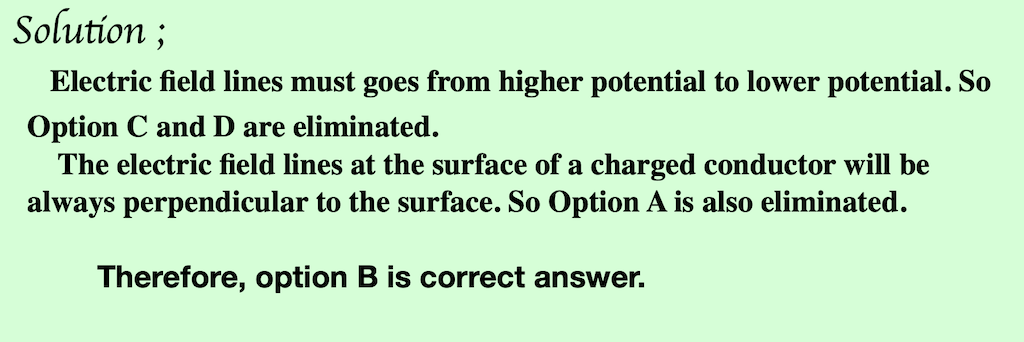 Solution ;
Electric field lines must goes from higher potential to lower potential. So
Option C and D are eliminated.
The electric field lines at the surface of a charged conductor will be
always perpendicular to the surface. So Option A is also eliminated.
Therefore, option B is correct answer.